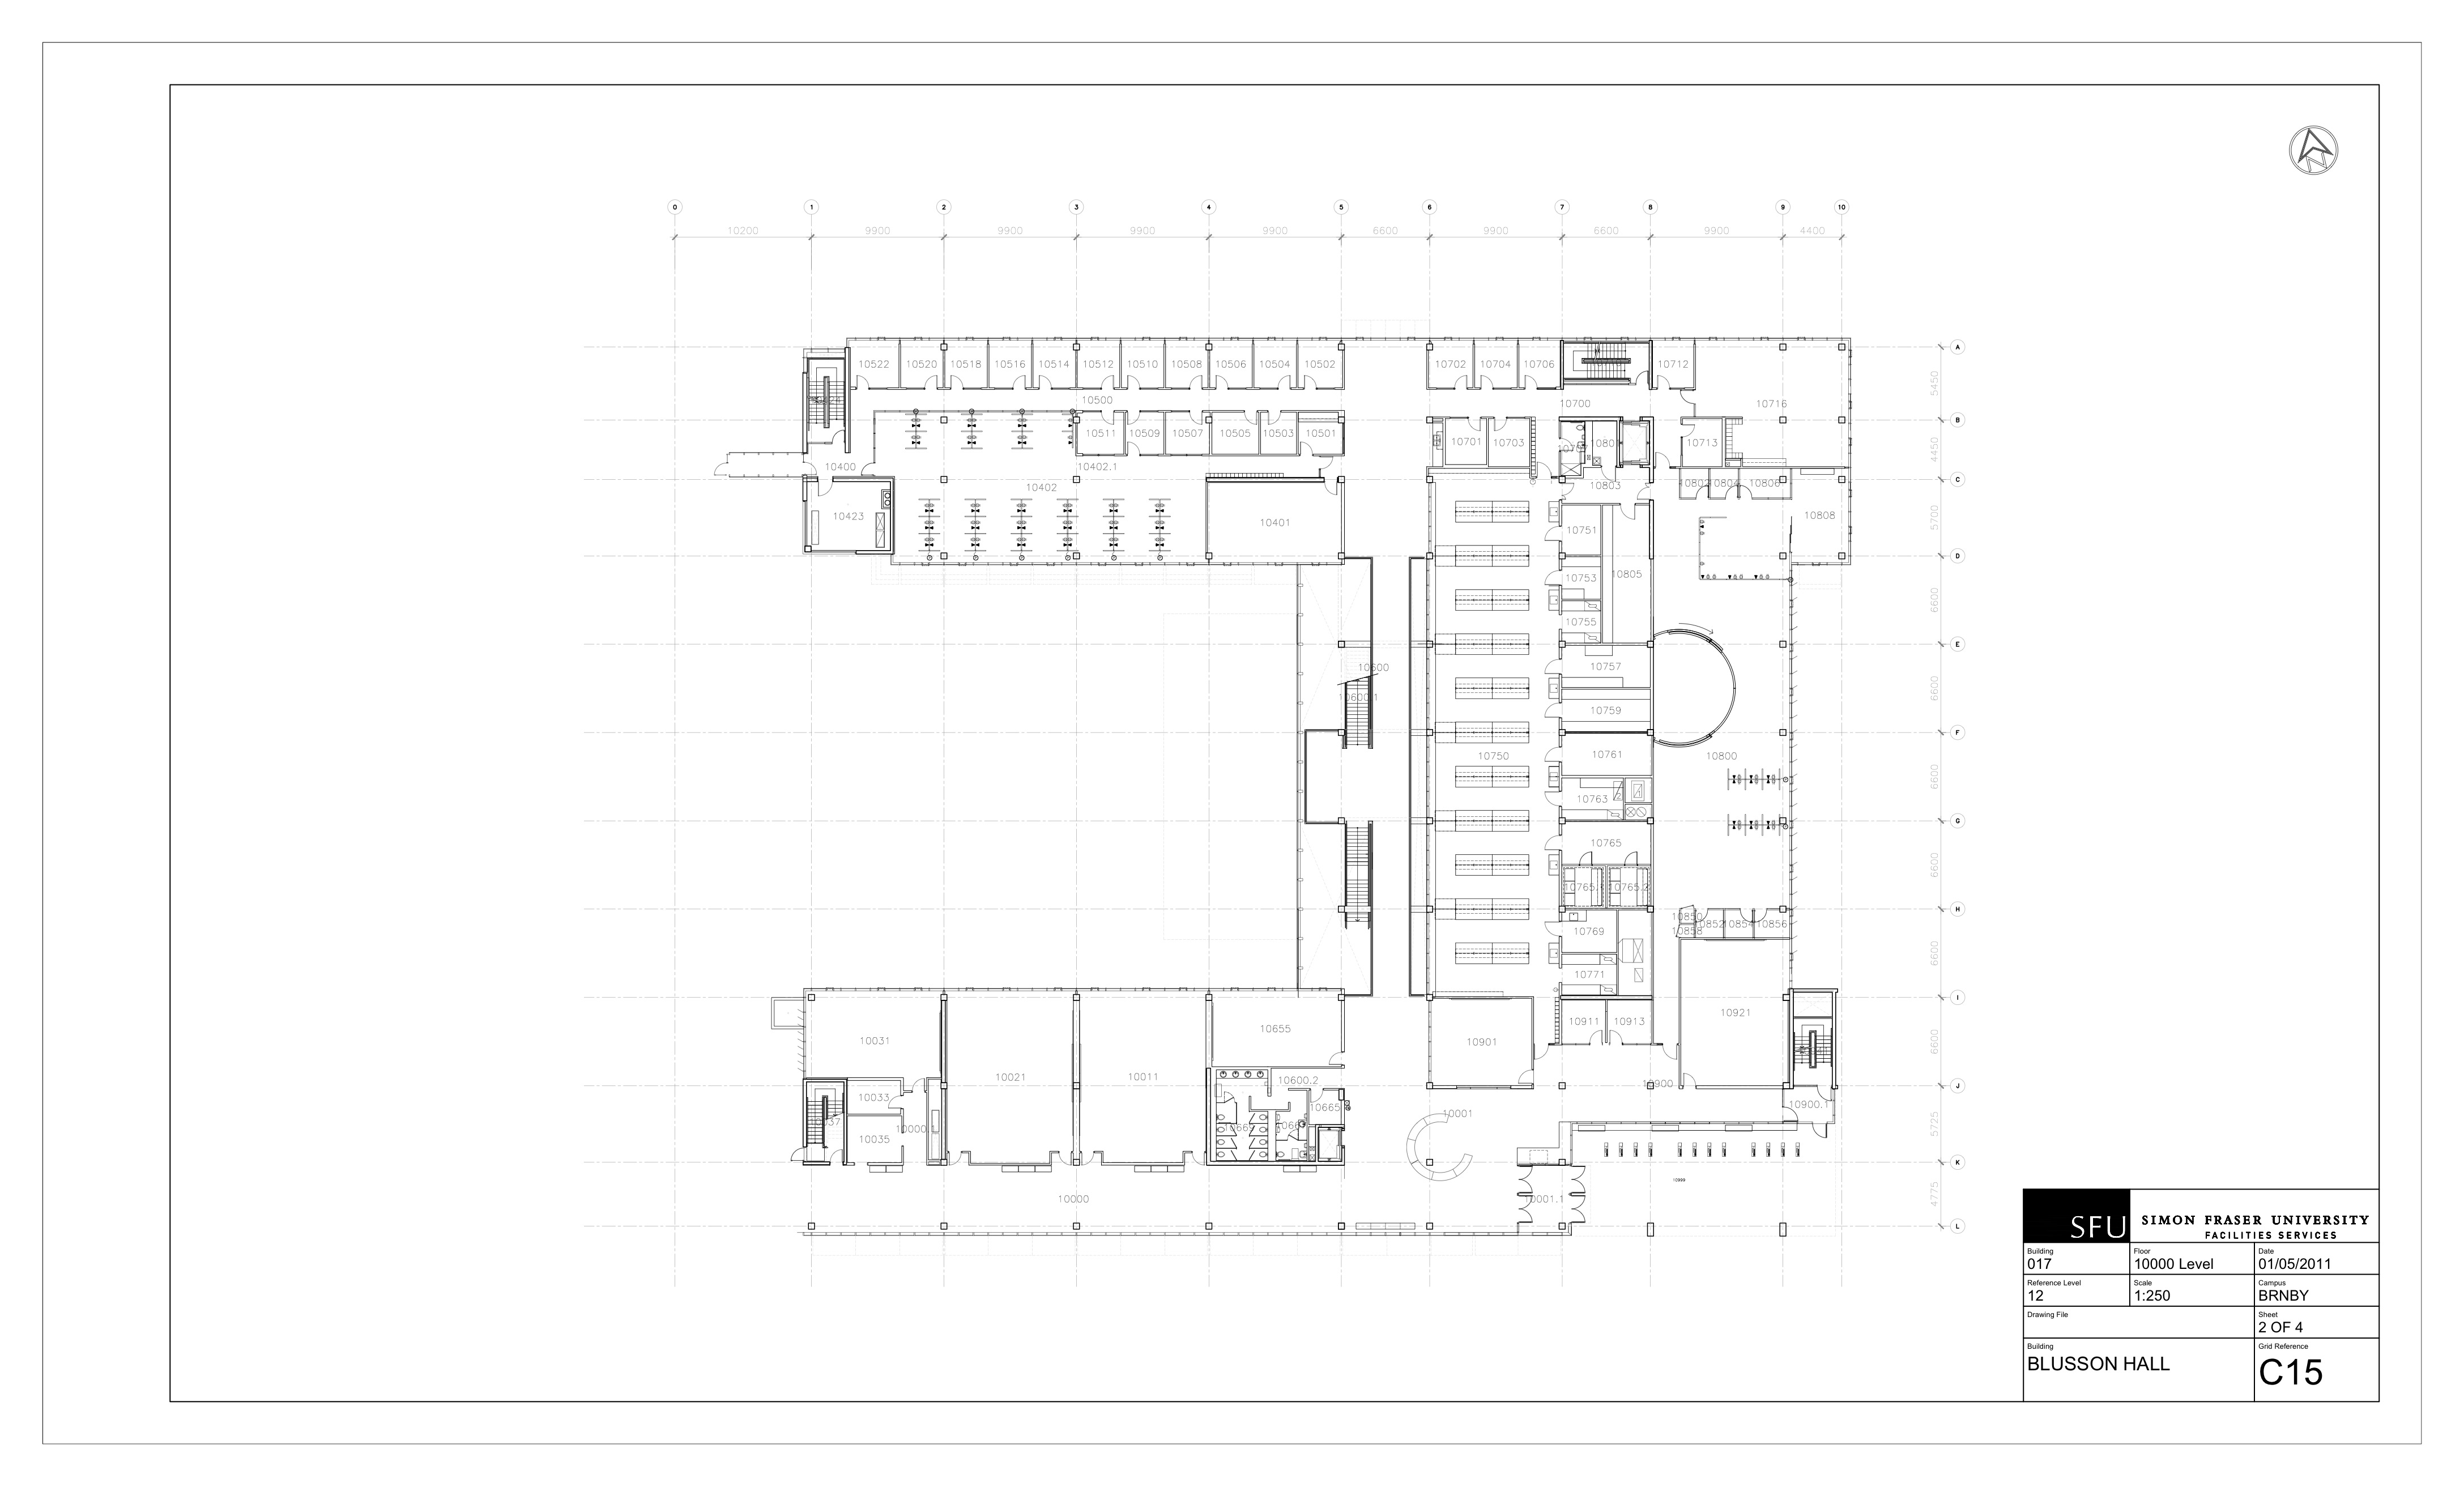 0 1 2 3 4 5 6 7 8 9 10
10200 9900 9900 9900 9900 6600 9900 6600 9900 4400
A
10522 10520 10518 10516 10514 10512 10510 10508 10506 10504 10502 10702 10704 10706 10712
5450
10500 10700 10716
B
10511 10509 10507 10505 10503 10501 10701 10703 10713
4450
10400 10402.1
C
10402 10803 10802 10804 10806
10423 10401 10808
5700
10751
D
10753 10805
6600
10755
E
10600 10757
6600
10600.1
10759
F
10750 10761 10800
6600
10763
G
10765
6600
10765.2
H
10850
10852 10854 10856
10858
10769
6600
10771
I
10031 10655 10901 10911 10913 10921
6600
10021 10011 10600.2
J
10900
10033 10665 10001 10900.1
5725
10037 10000.1
10035
K
10999
10000 10001.1
4775
L
SFU SIMON FRASER UNIVERSITY
FACILITIES SERVICES
Building Floor Date
017 10000 Level 01/05/2011
Reference Level Scale Campus
12 1:250 BRNBY
Drawing File Sheet
2 OF 4
Building Grid Reference
BLUSSON HALL C15